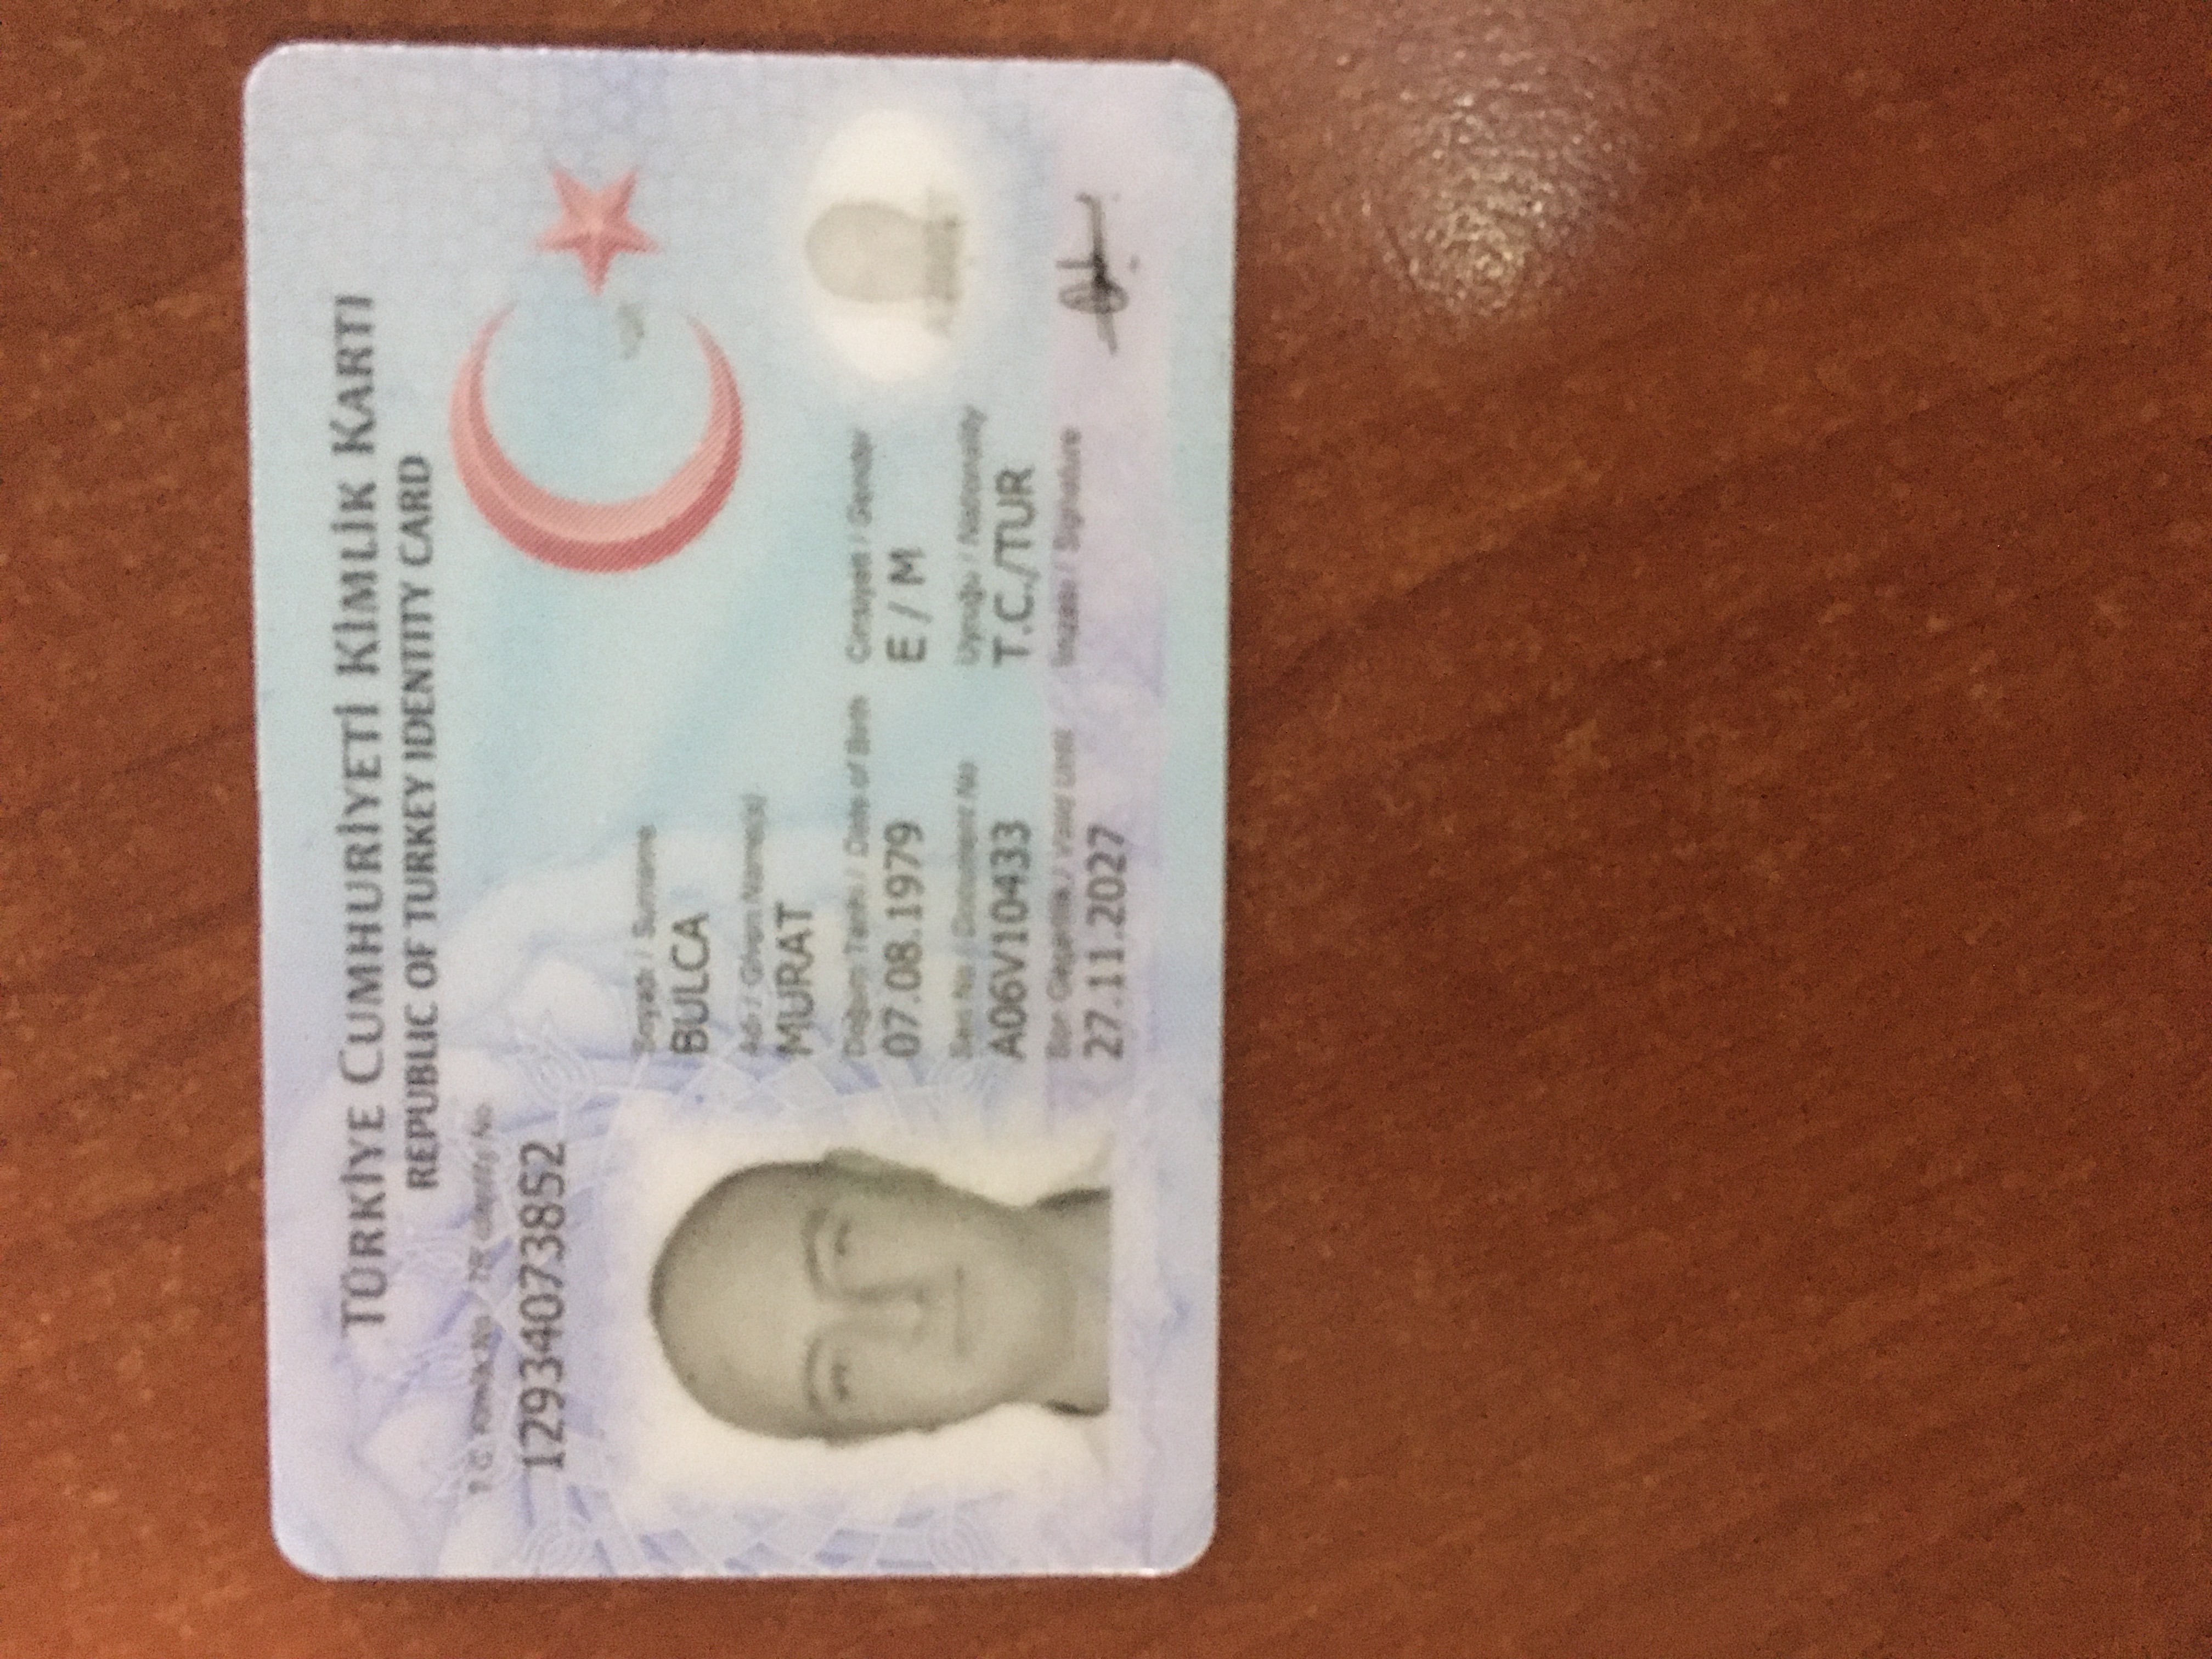 TÜRKİYE CUMHURİYETİ KİMLİK KARTI
REPUBLIC OF TURKEY IDENTITY CARD
T.C. Kimlik No / TR Identity No
12934073852
Soyadı / Surname
BULCA
Adı / Given Name(s)
MURAT
Doğum Tarihi / Date of Birth Cinsiyeti / Gender
07.08.1979 E / M
Seri No / Document No Uyruğu / Nationality
A06V10433 T.C./TUR
Son Geçerlilik / Valid Until İmzası / Signature
27.11.2027